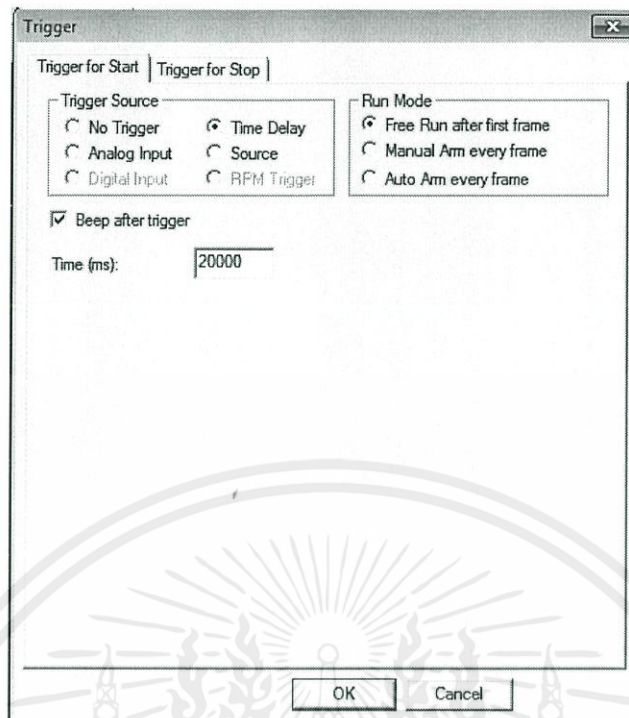 Trigger
Trigger for Start
Trigger for Stop
Trigger Source
No Trigger
Time Delay
Analog Input
Source
Digital Input
RPM Trigger
Run Mode
Free Run after first frame
Manual Arm every frame
Auto Arm every frame
Beep after trigger
Time (ms):
20000
OK
Cancel